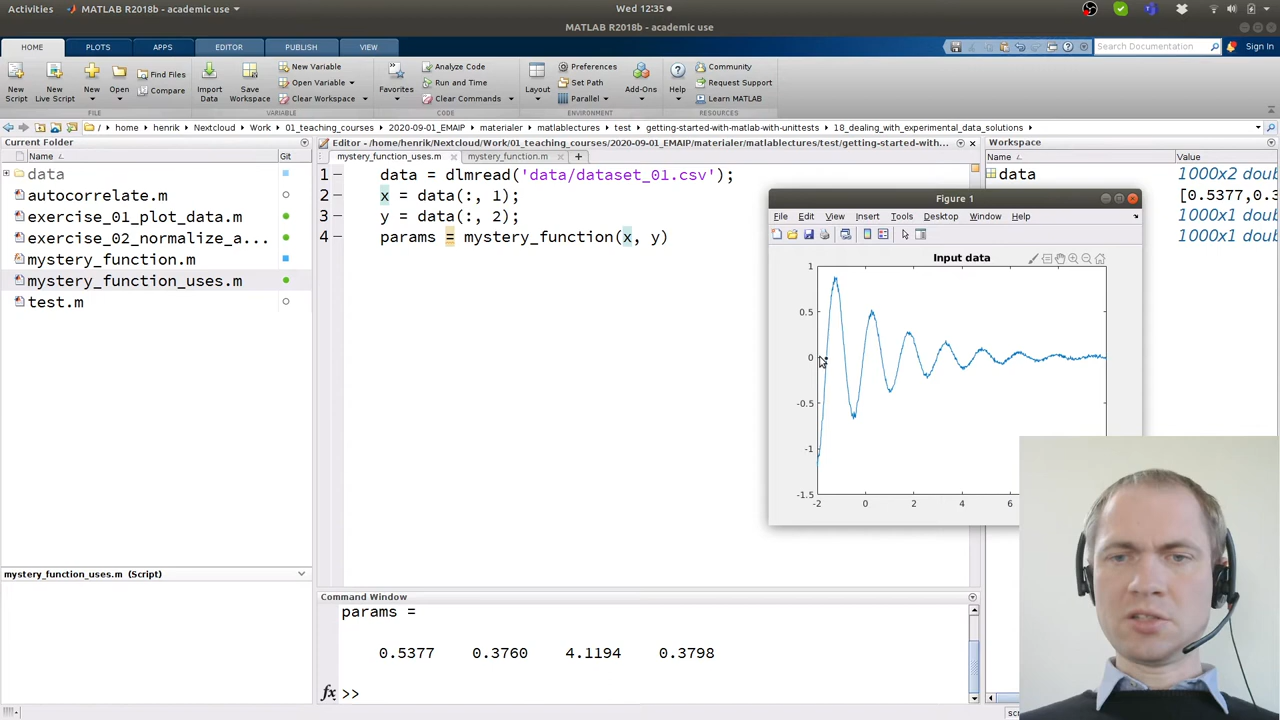 Activities MATLAB R2018b - academic use Wed 12:35
MATLAB R2018b - academic use
HOME PLOTS APPS EDITOR PUBLISH VIEW Search Documentation Sign In
New Script New Live Script New Open Find Files Compare Import Data Save Workspace New Variable Open Variable Clear Workspace Favorites Analyze Code Run and Time Clear Commands Layout Preferences Set Path Parallel Add-Ons Help Community Request Support Learn MATLAB
FILE VARIABLE CODE ENVIRONMENT RESOURCES
/ home henrik Nextcloud Work 01_teaching_courses 2020-09-01_EMAIP materialer matlablectures test getting-started-with-matlab-with-unittests 18_dealing_with_experimental_data_solutions
Current Folder
Name Git
data
autocorrelate.m
exercise_01_plot_data.m
exercise_02_normalize_a...
mystery_function.m
mystery_function_uses.m
test.m
mystery_function_uses.m (Script)
Editor - /home/henrik/Nextcloud/Work/01_teaching_courses/2020-09-01_EMAIP/materialer/matlablectures/test/getting-started-with...
mystery_function_uses.m mystery_function.m
1 data = dlmread('data/dataset_01.csv');
2 x = data(:, 1);
3 y = data(:, 2);
4 params = mystery_function(x, y)
Workspace
Name Value
data 1000x2 doub
[0.5377,0.3
1000x1 doub
1000x1 doub
Figure 1
File Edit View Insert Tools Desktop Window Help
Input data
1
0.5
0
-0.5
-1
-1.5
-2 0 2 4 6
Command Window
params =
0.5377 0.3760 4.1194 0.3798
fx >>